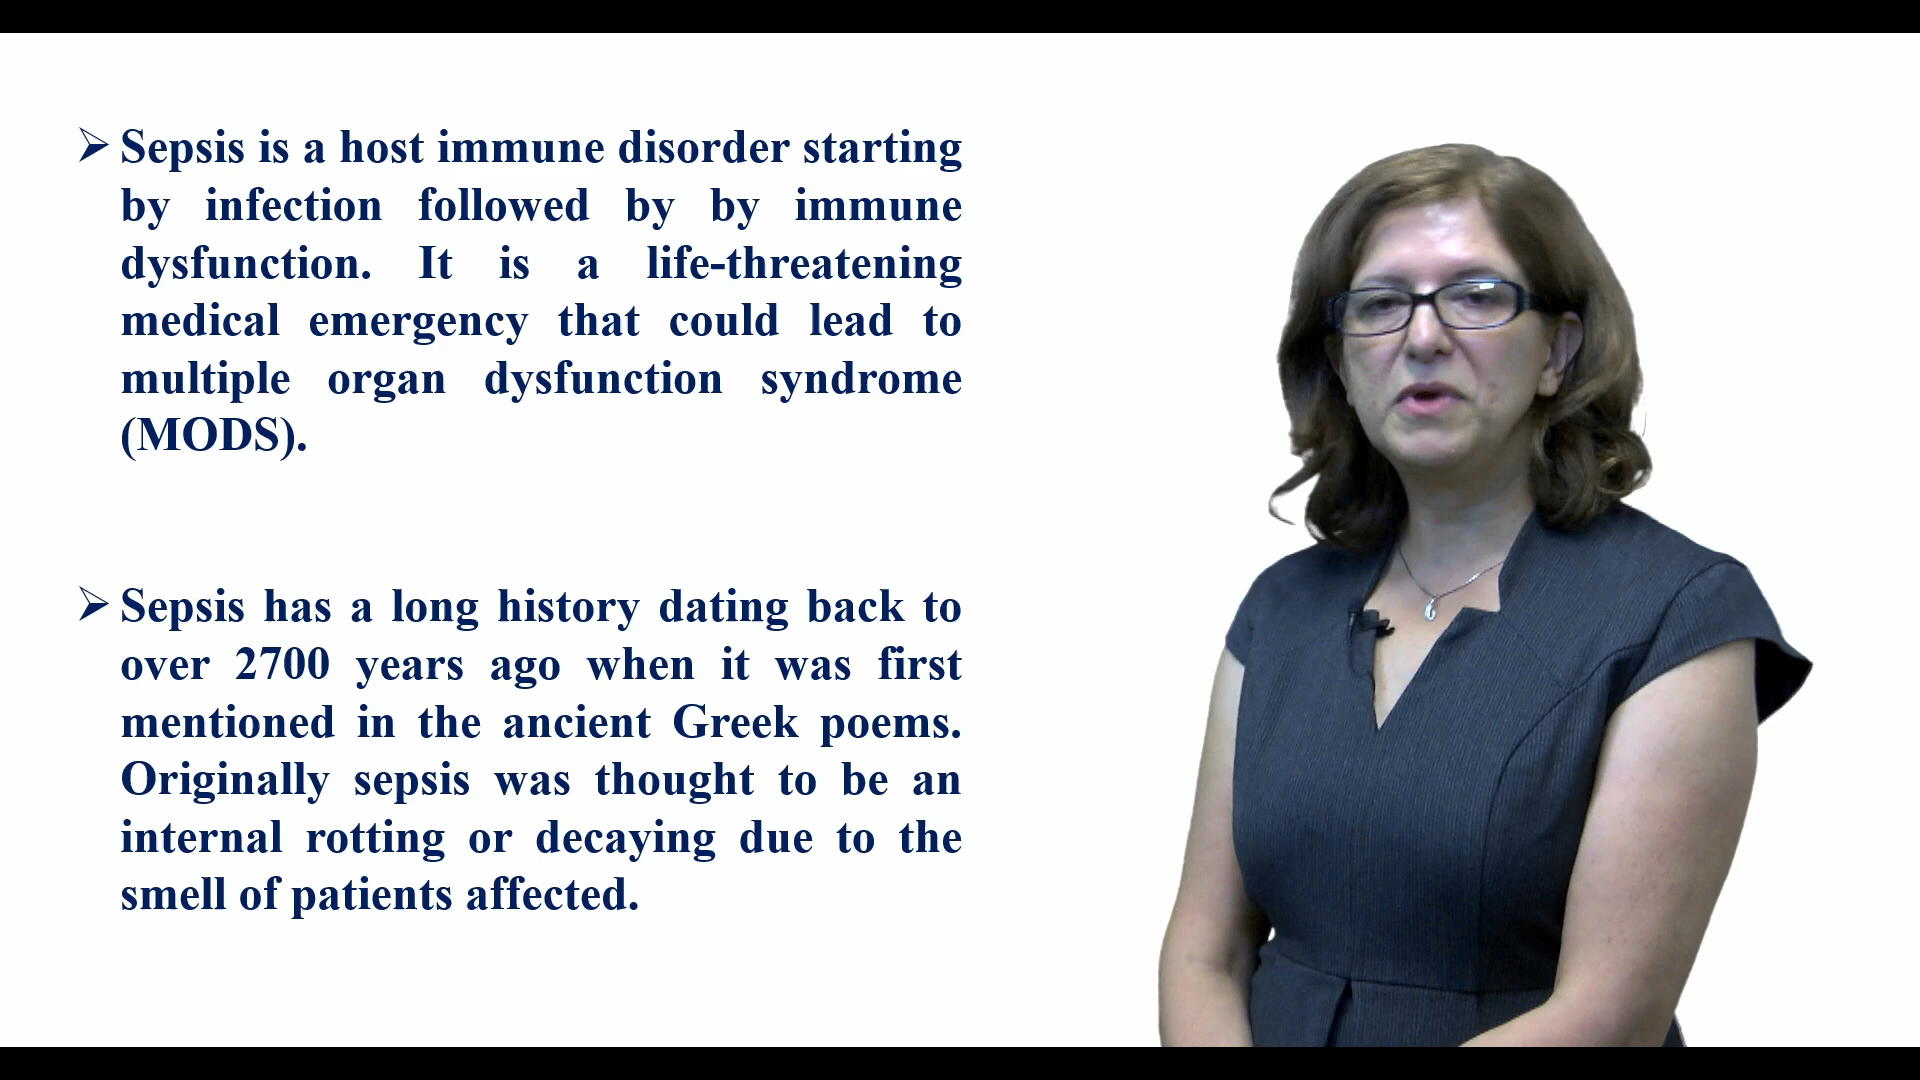 Sepsis is a host immune disorder starting
by infection followed by by immune
dysfunction. It is a life-threatening
medical emergency that could lead to
multiple organ dysfunction syndrome
(MODS).
Sepsis has a long history dating back to
over 2700 years ago when it was first
mentioned in the ancient Greek poems.
Originally sepsis was thought to be an
internal rotting or decaying due to the
smell of patients affected.